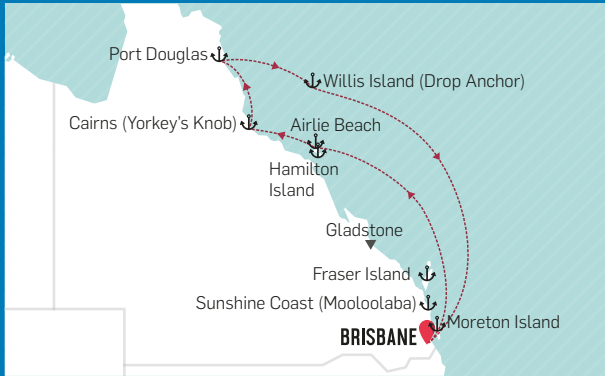 Port Douglas
Willis Island (Drop Anchor)
Cairns (Yorkey's Knob)
Airlie Beach
Hamilton
Island
Gladstone
Fraser Island
Sunshine Coast (Mooloolaba)
Moreton Island
BRISBANE